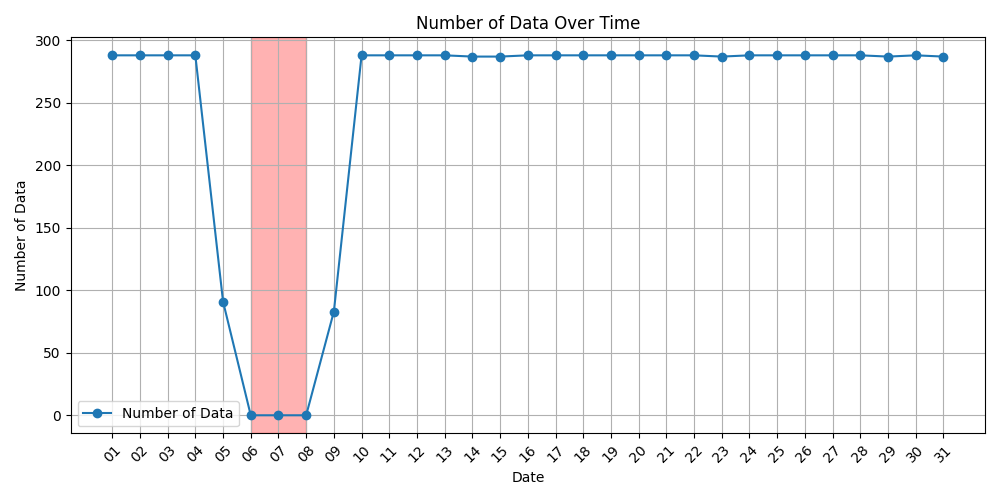 Number of Data Over Time
Number of Data
300
250
200
150
100
50
0
Number of Data
01 02 03 04 05 06 07 08 09 10 11 12 13 14 15 16 17 18 19 20 21 22 23 24 25 26 27 28 29 30 31
Date